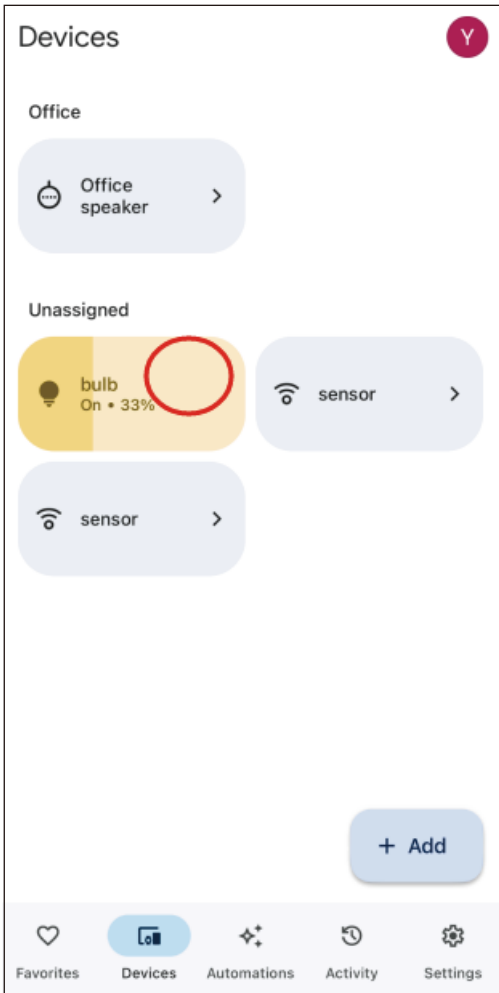 Devices
Y
Office
Office
speaker
Unassigned
bulb
On • 33%
sensor
sensor
+ Add
Favorites
Devices
Automations
Activity
Settings